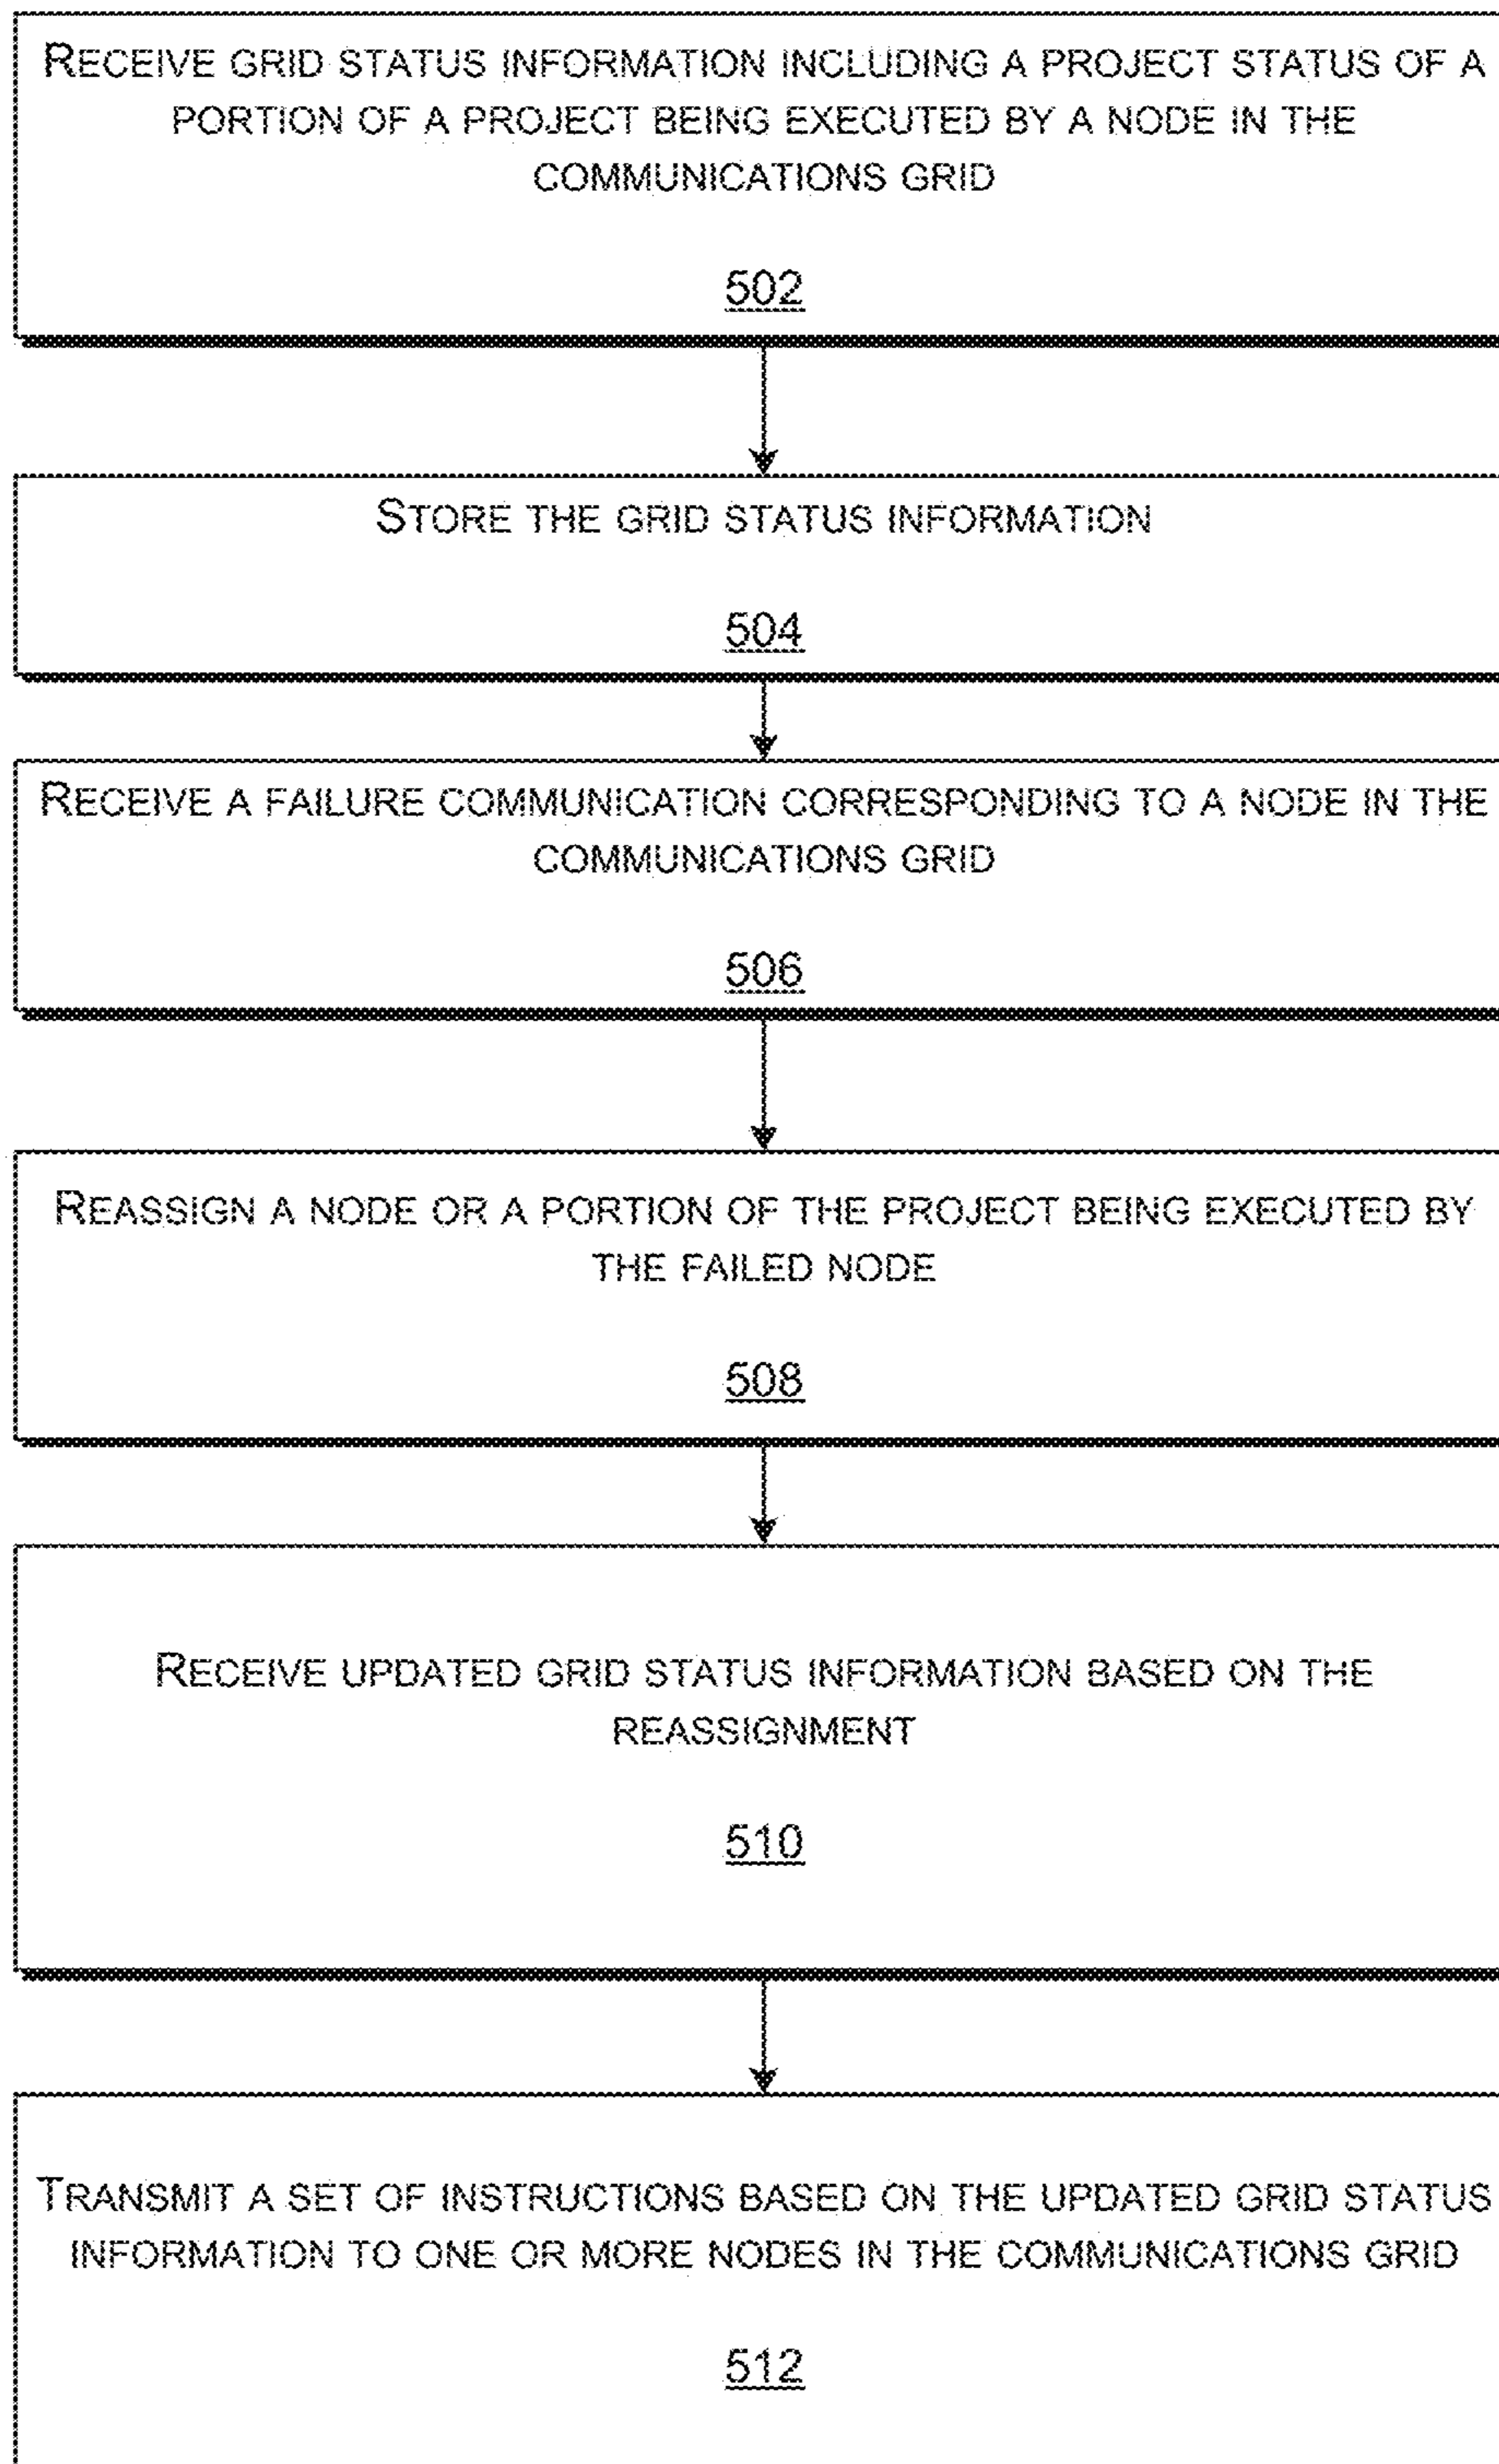 RECEIVE GRID STATUS INFORMATION INCLUDING A PROJECT STATUS OF A
PORTION OF A PROJECT BEING EXECUTED BY A NODE IN THE
COMMUNICATIONS GRID
502
STORE THE GRID STATUS INFORMATION
504
RECEIVE A FAILURE COMMUNICATION CORRESPONDING TO A NODE IN THE
COMMUNICATIONS GRID
506
REASSIGN A NODE OR A PORTION OF THE PROJECT BEING EXECUTED BY
THE FAILED NODE
508
RECEIVE UPDATED GRID STATUS INFORMATION BASED ON THE
REASSIGNMENT
510
TRANSMIT A SET OF INSTRUCTIONS BASED ON THE UPDATED GRID STATUS
INFORMATION TO ONE OR MORE NODES IN THE COMMUNICATIONS GRID
512